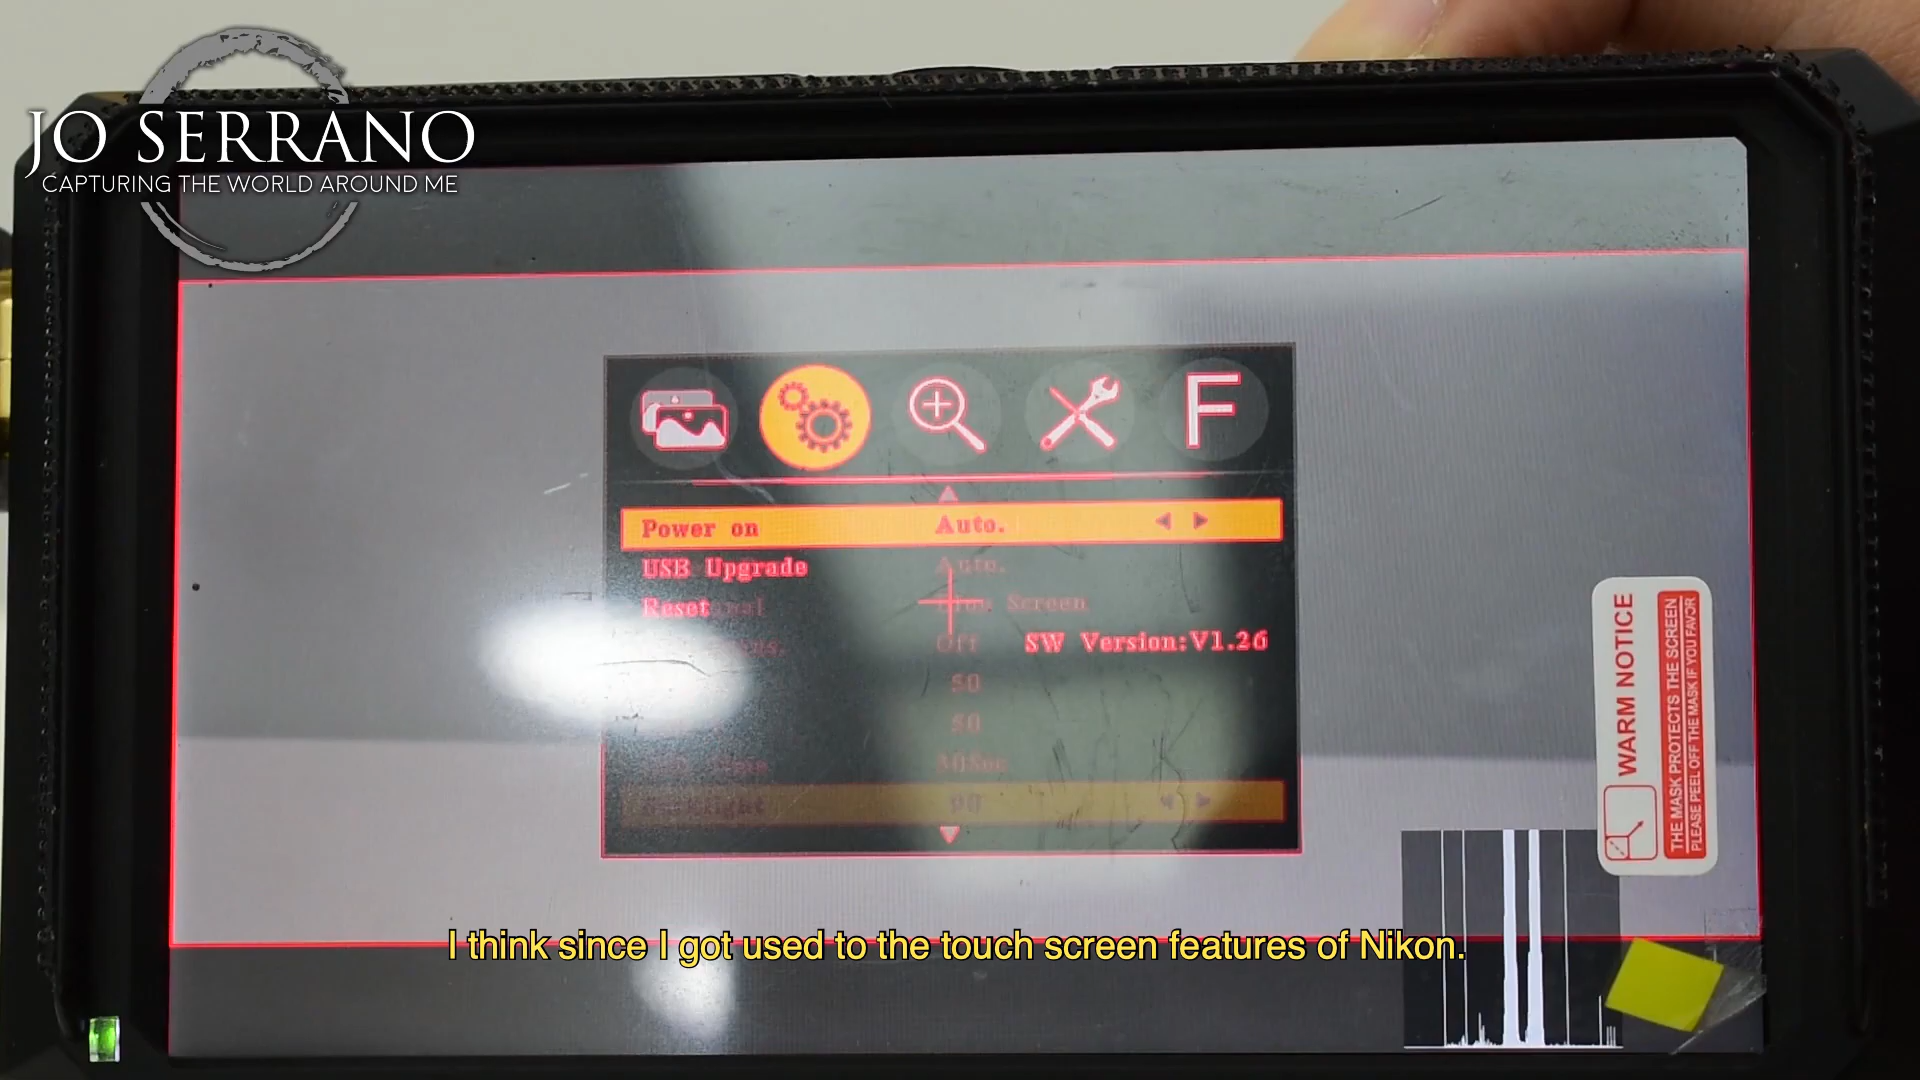 JO SERRANO
CAPTURING THE WORLD AROUND ME
F
Power on Auto.
USB Upgrade Auto.
Reset Screen
Off SW Version:V1.26
50
50
90
WARM NOTICE
THE MASK PROTECTS THE SCREEN
PLEASE PEEL OFF THE MASK IF YOU FAVOR
I think since I got used to the touch screen features of Nikon.